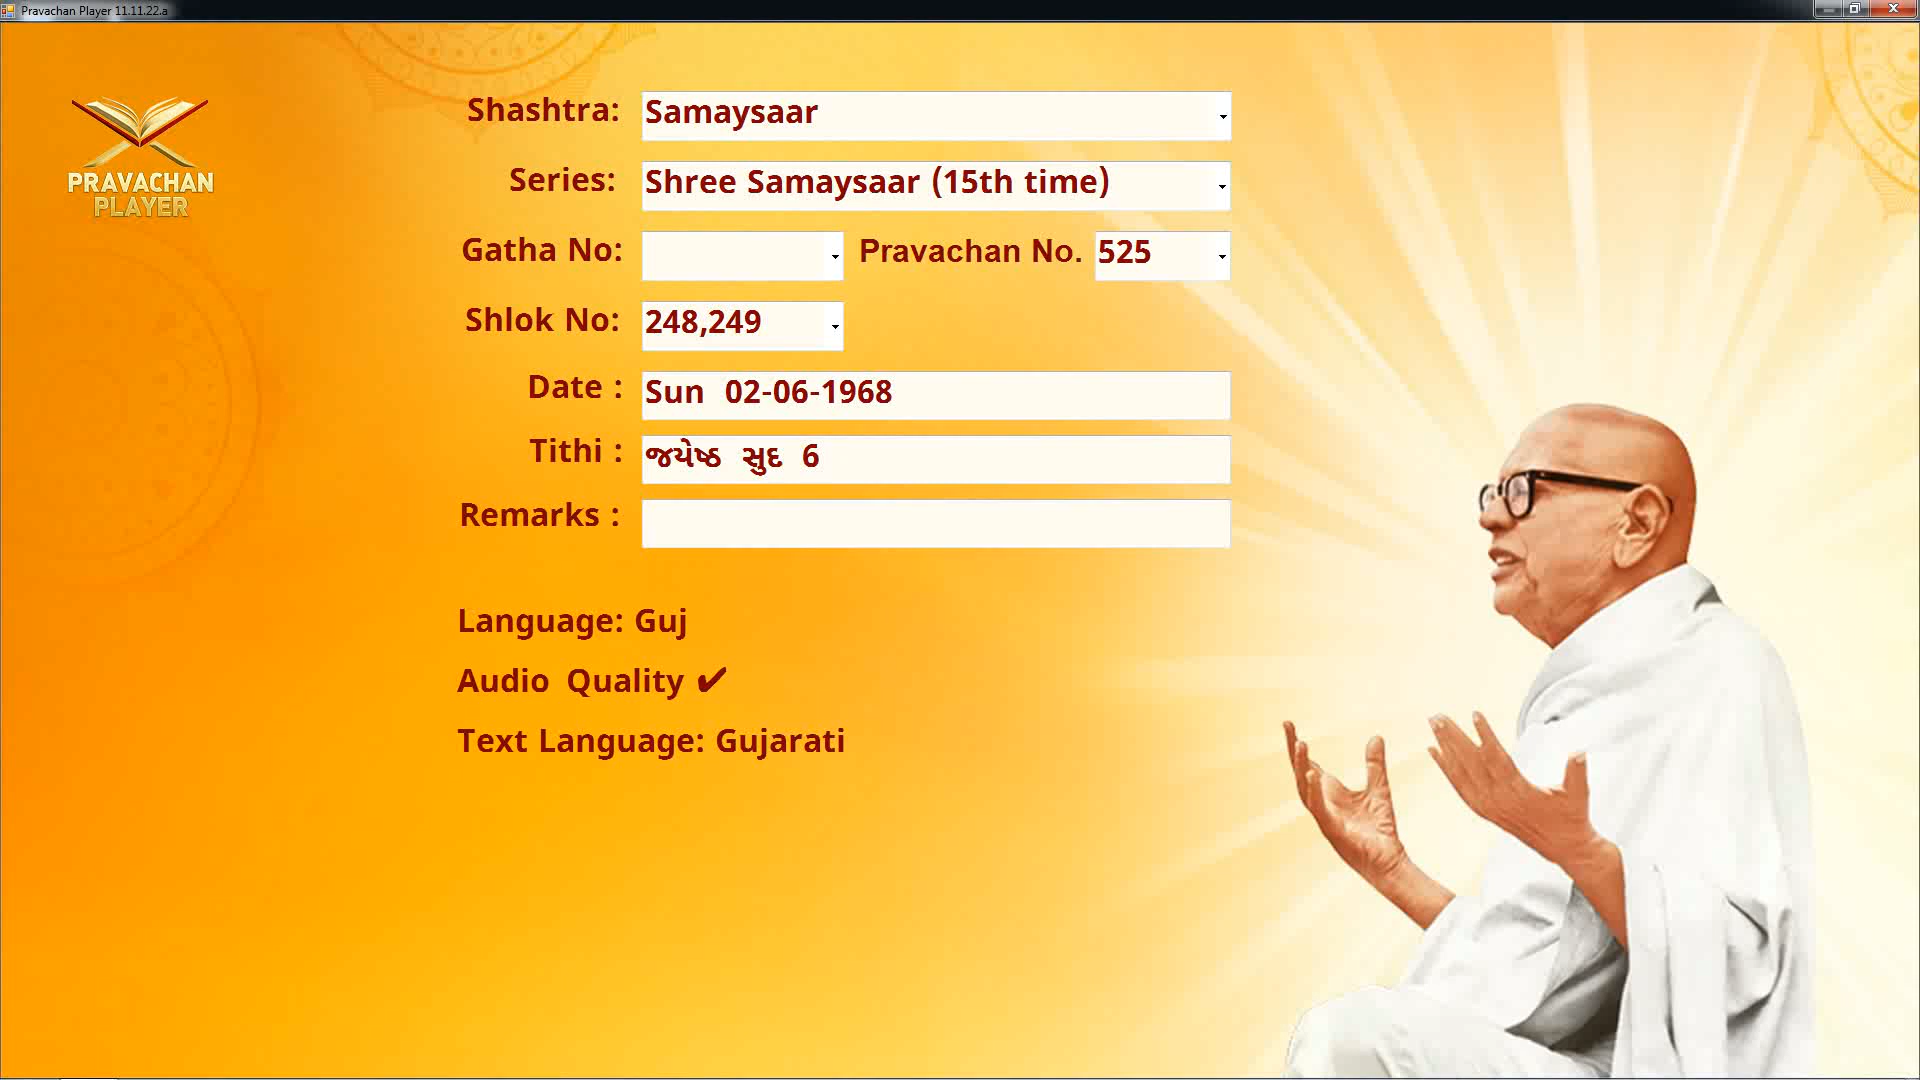 Pravachan Player 11.11.22.a
PRAVACHAN
PLAYER
Shashtra: Samaysaar
Series: Shree Samaysaar (15th time)
Gatha No: Pravachan No. 525
Shlok No: 248,249
Date : Sun 02-06-1968
Tithi : જયેષ્ઠ સુદ 6
Remarks :
Language: Guj
Audio Quality ✔
Text Language: Gujarati